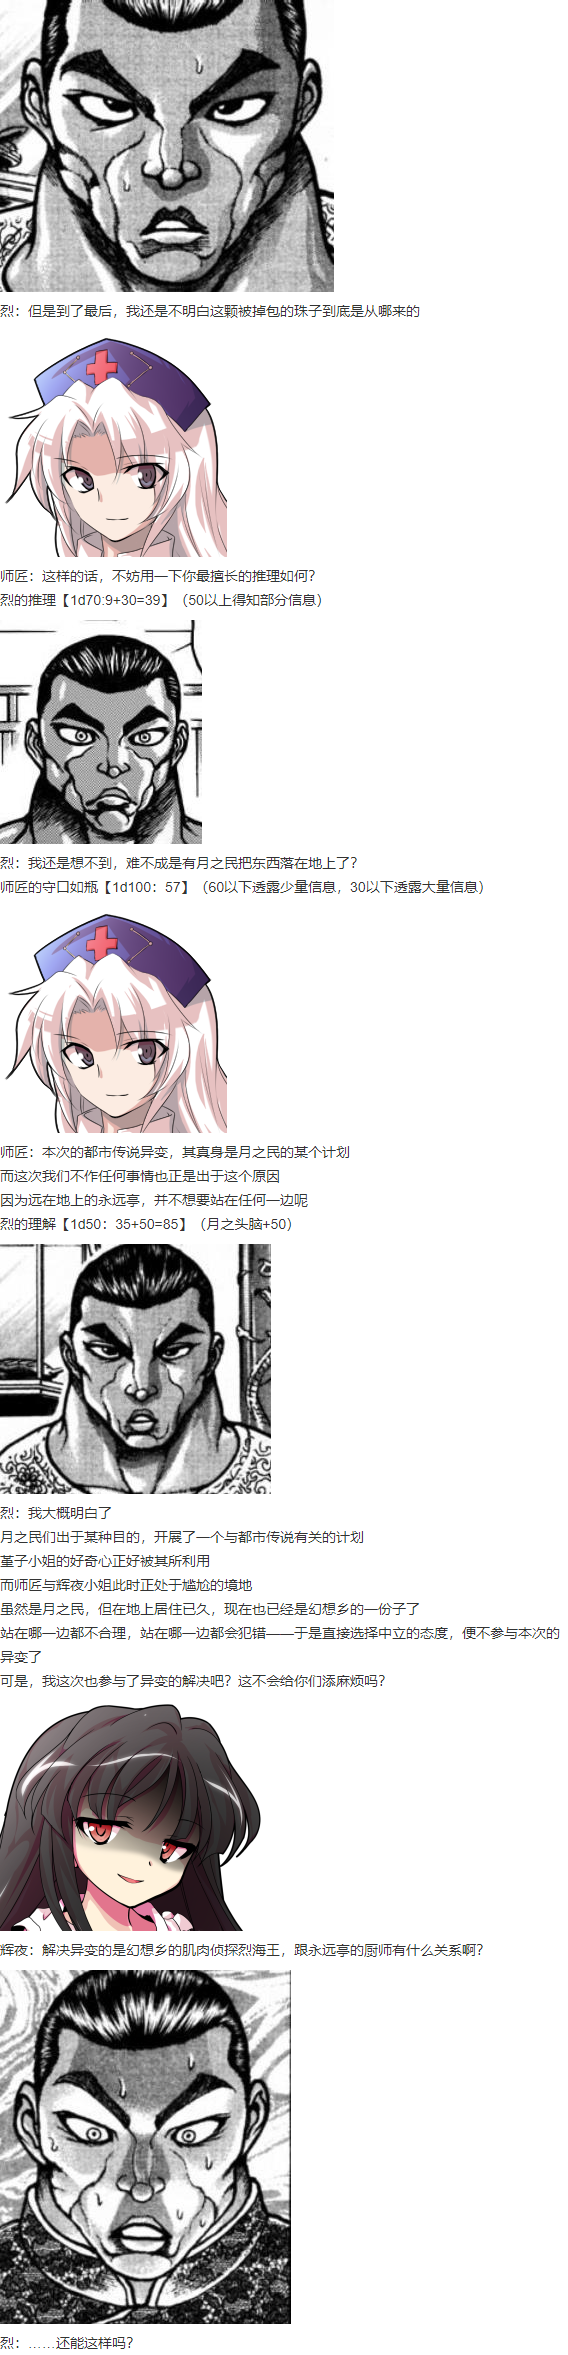 烈：但是到了最后，我还是不明白这颗被掉包的珠子到底是从哪来的
师匠：这样的话，不妨用一下你最擅长的推理如何？
烈的推理【1d70:9+30=39】（50以上得知部分信息）
烈：我还是想不到，难不成是有月之民把东西落在地上了？
师匠的守口如瓶【1d100：57】（60以下透露少量信息，30以下透露大量信息）
师匠：本次的都市传说异变，其真身是月之民的某个计划
而这次我们不作任何事情也正是出于这个原因
因为远在地上的永远亭，并不想要站在任何一边呢
烈的理解【1d50：35+50=85】（月之头脑+50）
烈：我大概明白了
月之民们出于某种目的，开展了一个与都市传说有关的计划
堇子小姐的好奇心正好被其所利用
而师匠与辉夜小姐此时正处于尴尬的境地
虽然是月之民，但在地上居住已久，现在也已经是幻想乡的一份子了
站在哪一边都不合理，站在哪一边都会犯错——于是直接选择中立的态度，便不参与本次的
异变了
可是，我这次也参与了异变的解决吧？这不会给你们添麻烦吗？
辉夜：解决异变的是幻想乡的肌肉侦探烈海王，跟永远亭的厨师有什么关系啊？
烈：……还能这样吗？